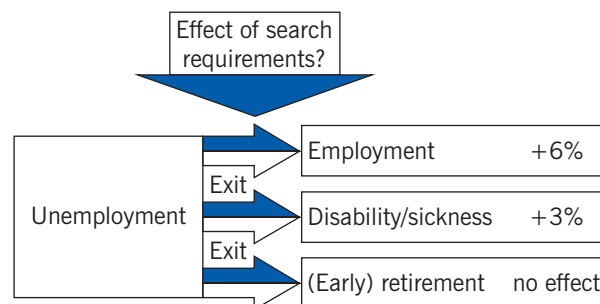 Effect of search
requirements?
Employment +6%
Exit
Unemployment
Disability/sickness +3%
Exit
(Early) retirement no effect